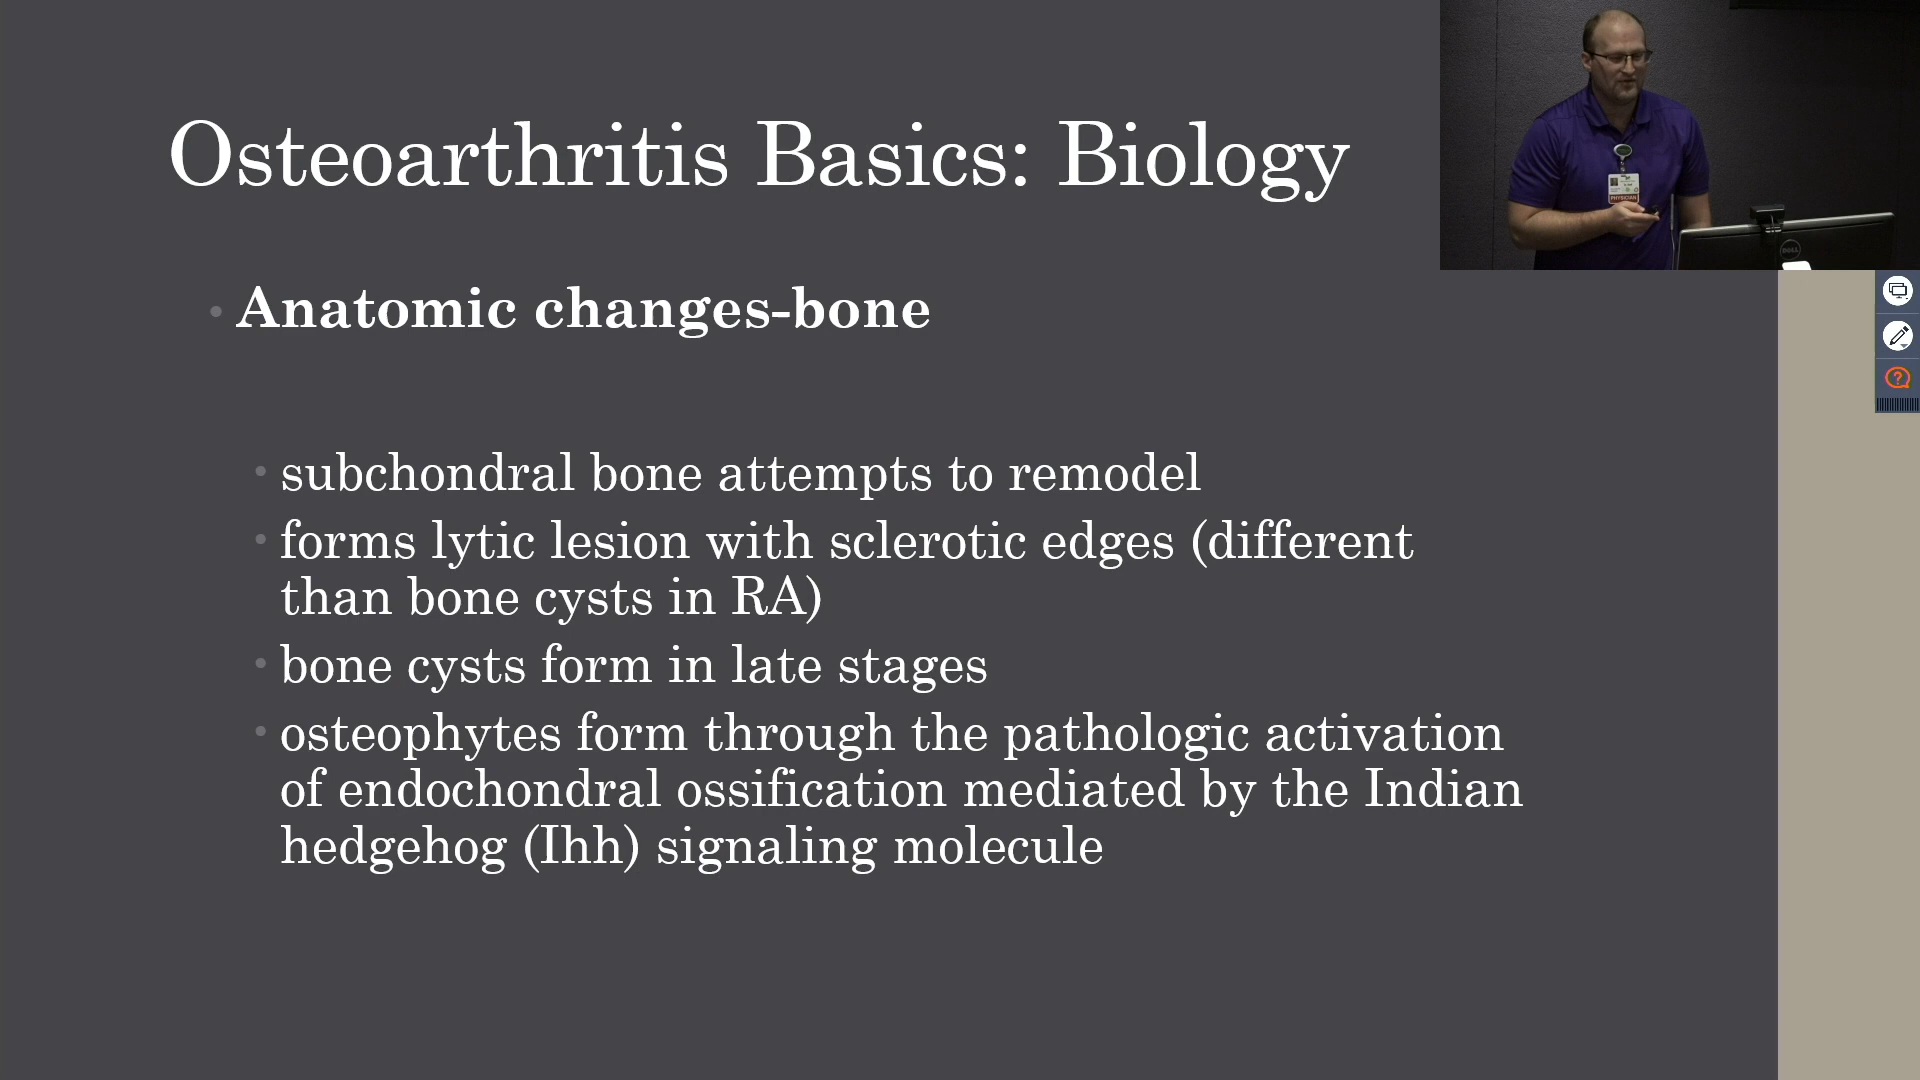 Osteoarthritis Basics: Biology
• Anatomic changes-bone
• subchondral bone attempts to remodel
• forms lytic lesion with sclerotic edges (different
than bone cysts in RA)
• bone cysts form in late stages
• osteophytes form through the pathologic activation
of endochondral ossification mediated by the Indian
hedgehog (Ihh) signaling molecule
PHYSICIAN
DELL
?